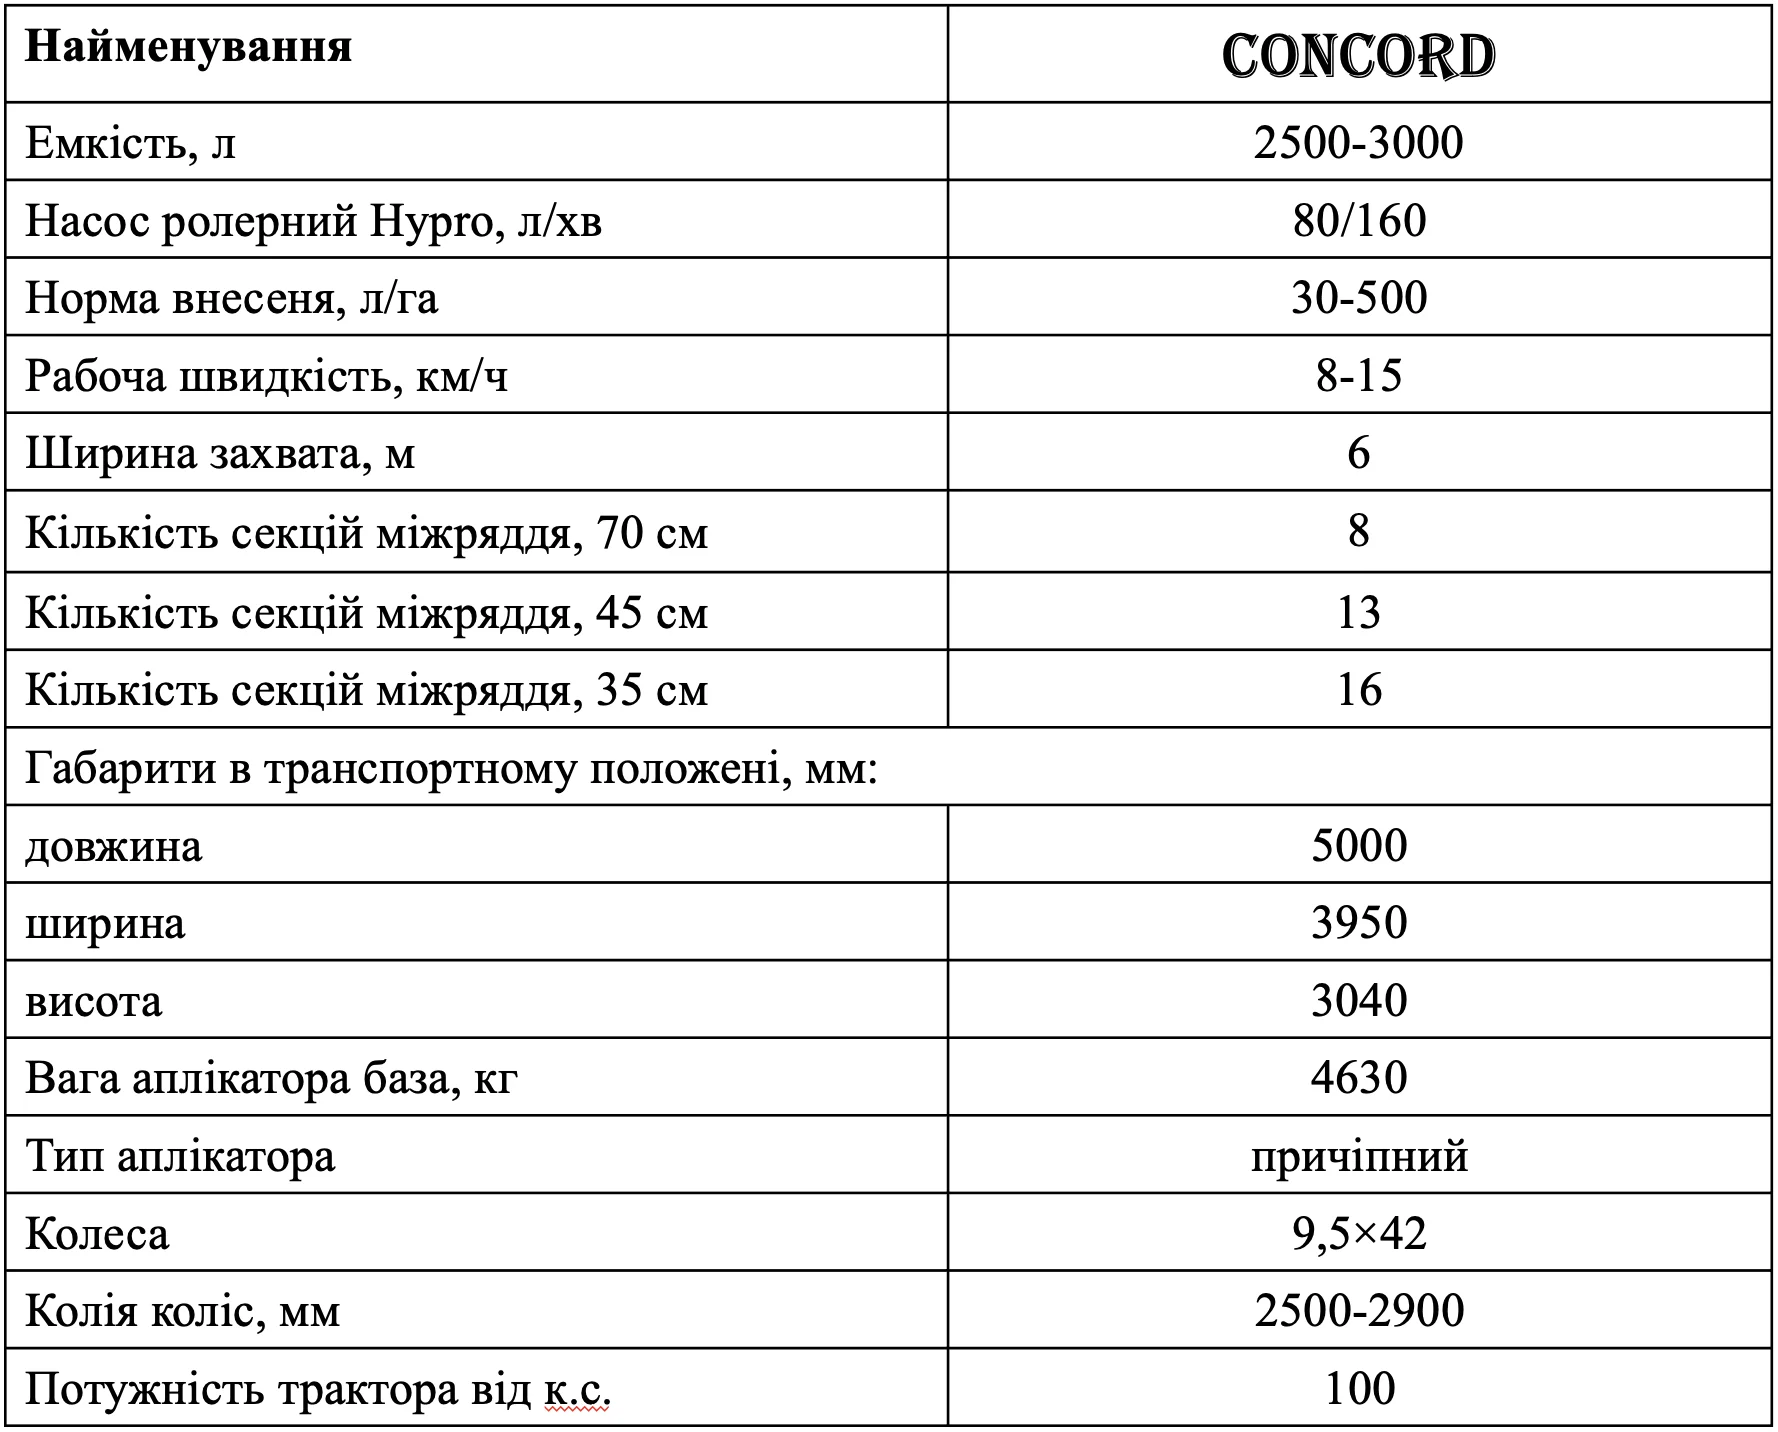 Найменування CONCORD
Емкість, л 2500-3000
Насос ролерний Hypro, л/хв 80/160
Норма внесеня, л/га 30-500
Рабоча швидкість, км/ч 8-15
Ширина захвата, м 6
Кількість секцій міжряддя, 70 см 8
Кількість секцій міжряддя, 45 см 13
Кількість секцій міжряддя, 35 см 16
Габарити в транспортному положені, мм:
довжина 5000
ширина 3950
висота 3040
Вага аплікатора база, кг 4630
Тип аплікатора причіпний
Колеса 9,5×42
Колія коліс, мм 2500-2900
Потужність трактора від к.с. 100